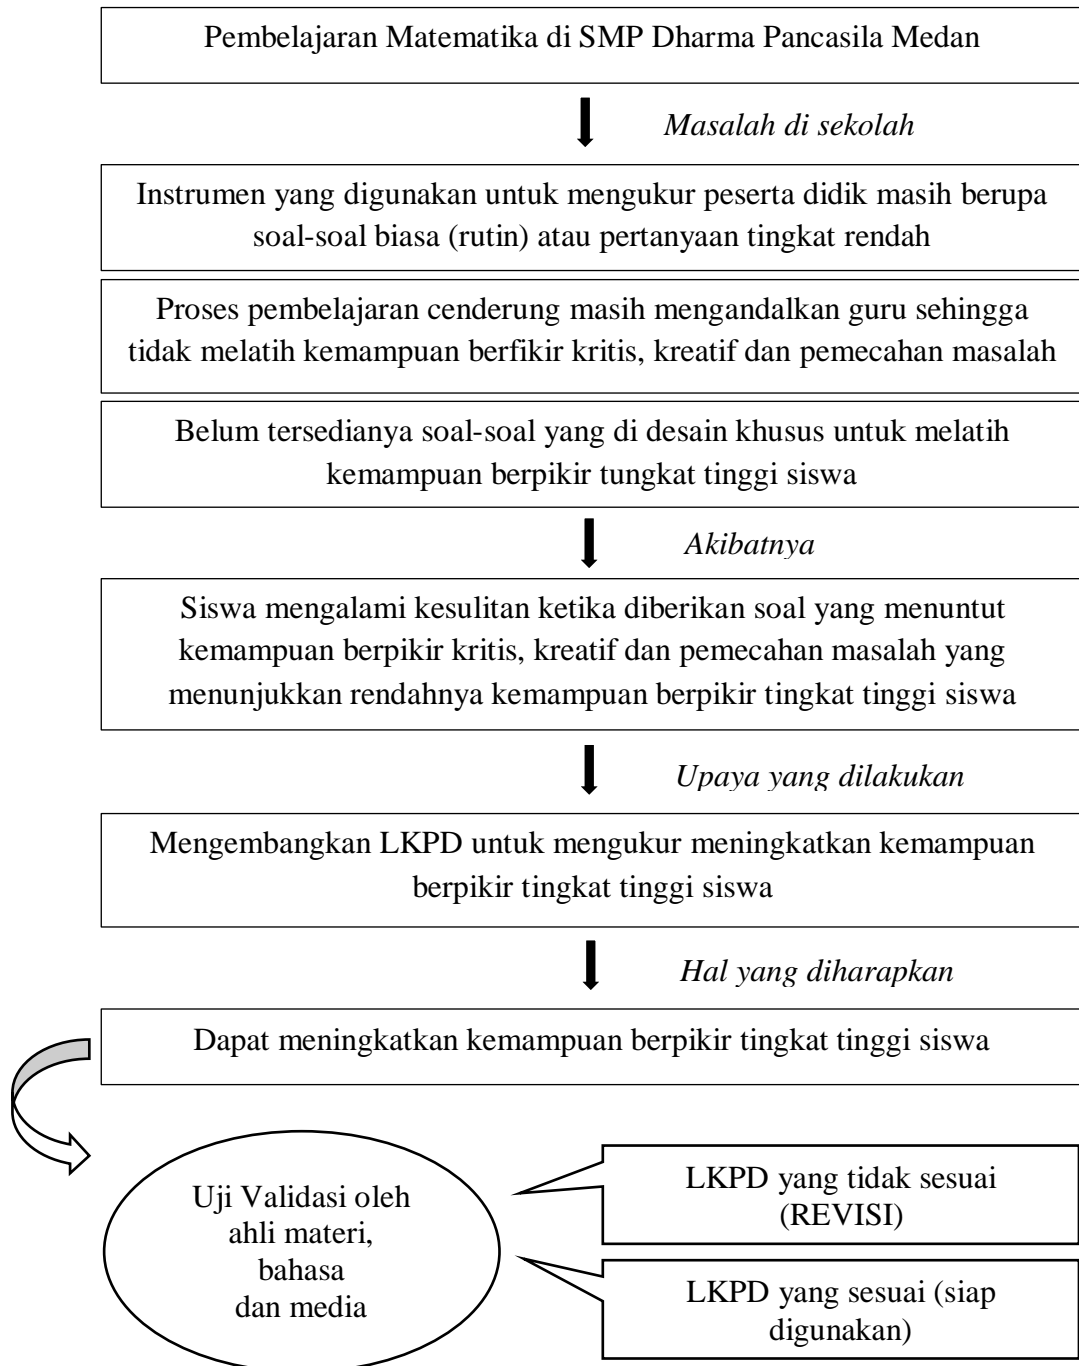 Pembelajaran Matematika di SMP Dharma Pancasila Medan
Masalah di sekolah
Instrumen yang digunakan untuk mengukur peserta didik masih berupa
soal-soal biasa (rutin) atau pertanyaan tingkat rendah
Proses pembelajaran cenderung masih mengandalkan guru sehingga
tidak melatih kemampuan berfikir kritis, kreatif dan pemecahan masalah
Belum tersedianya soal-soal yang di desain khusus untuk melatih
kemampuan berpikir tungkat tinggi siswa
Akibatnya
Siswa mengalami kesulitan ketika diberikan soal yang menuntut
kemampuan berpikir kritis, kreatif dan pemecahan masalah yang
menunjukkan rendahnya kemampuan berpikir tingkat tinggi siswa
Upaya yang dilakukan
Mengembangkan LKPD untuk mengukur meningkatkan kemampuan
berpikir tingkat tinggi siswa
Hal yang diharapkan
Dapat meningkatkan kemampuan berpikir tingkat tinggi siswa
Uji Validasi oleh
ahli materi,
bahasa
dan media
LKPD yang tidak sesuai
(REVISI)
LKPD yang sesuai (siap
digunakan)